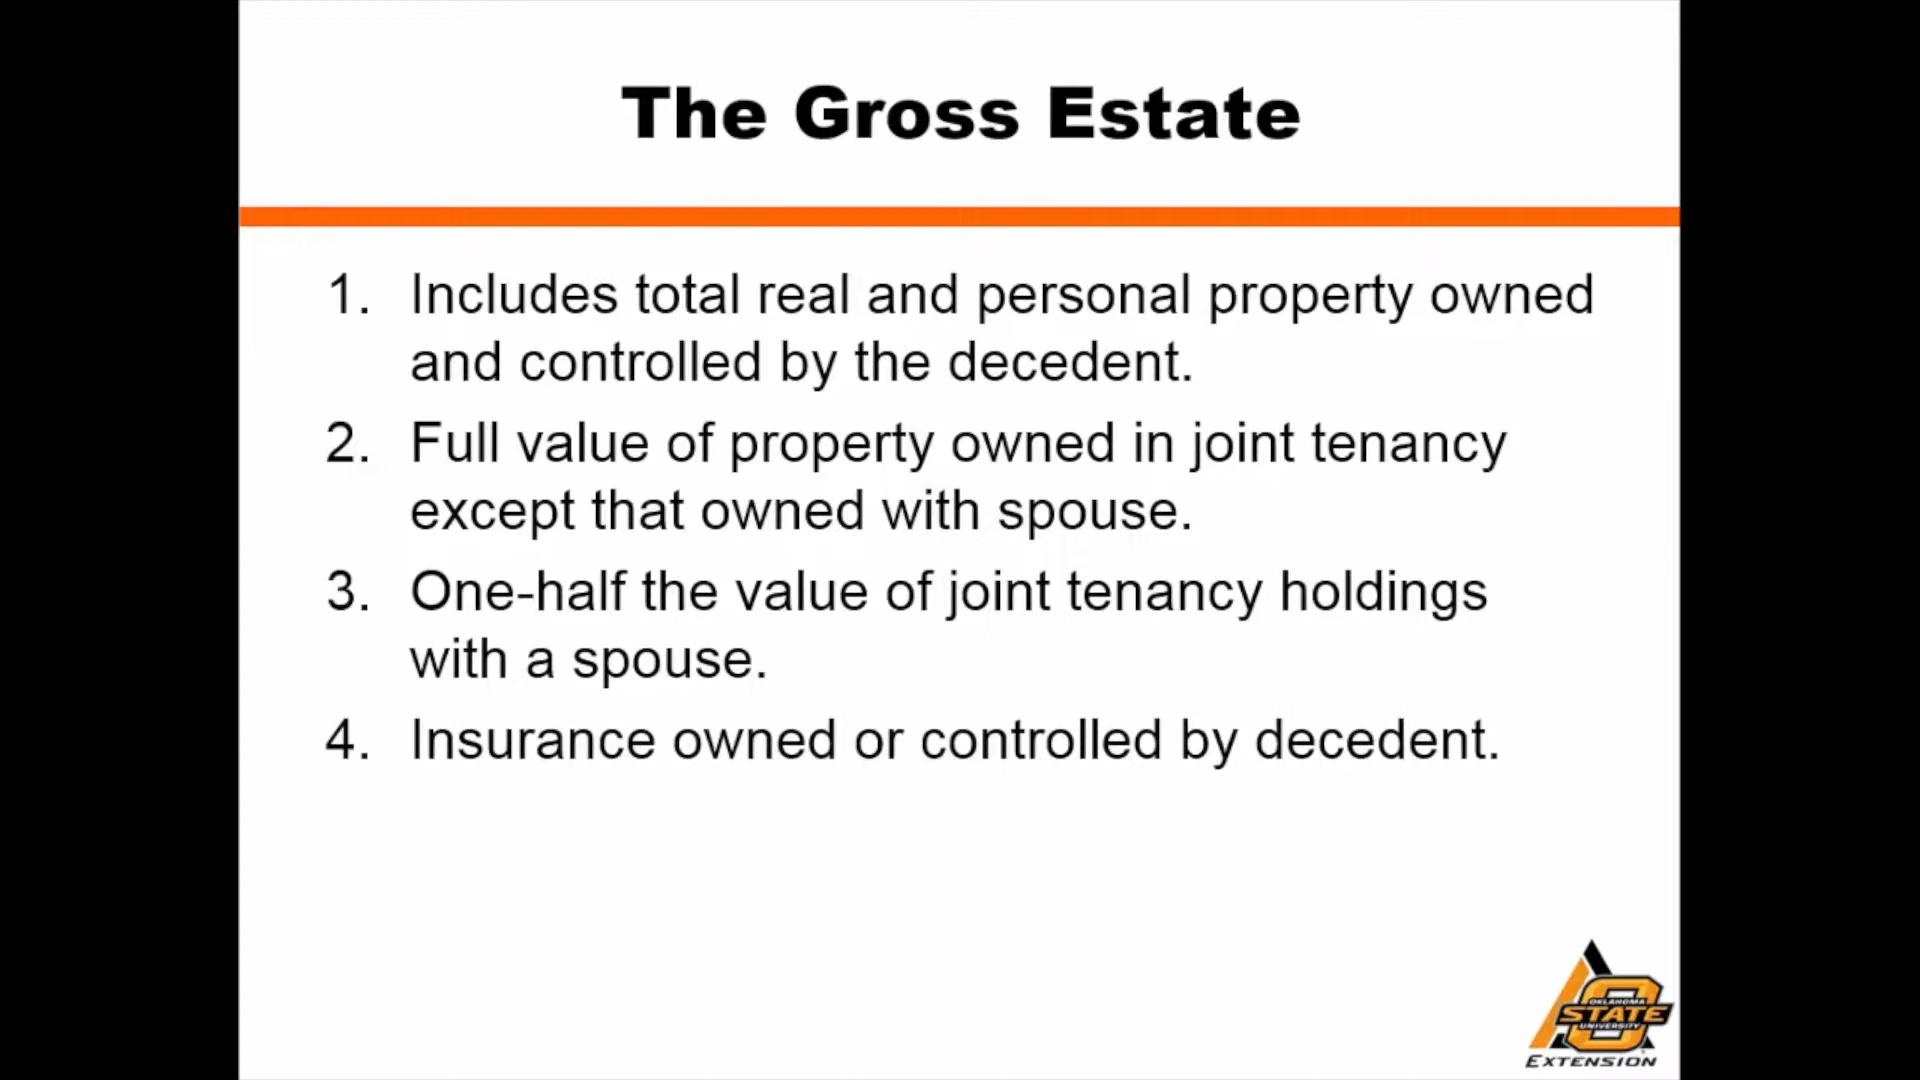 The Gross Estate
1. Includes total real and personal property owned
and controlled by the decedent.
2. Full value of property owned in joint tenancy
except that owned with spouse.
3. One-half the value of joint tenancy holdings
with a spouse.
4. Insurance owned or controlled by decedent.
OKLAHOMA
STATE
UNIVERSITY
EXTENSION